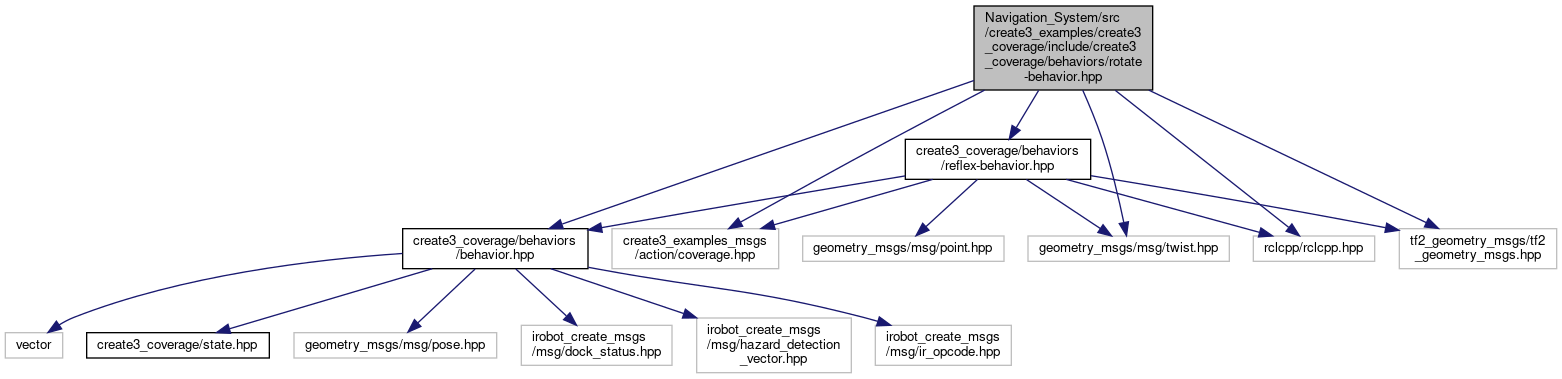 Navigation_System/src
/create3_examples/create3
_coverage/include/create3
_coverage/behaviors/rotate
-behavior.hpp
create3_coverage/behaviors
/reflex-behavior.hpp
create3_coverage/behaviors
/behavior.hpp
create3_examples_msgs
/action/coverage.hpp
geometry_msgs/msg/point.hpp
geometry_msgs/msg/twist.hpp
rclcpp/rclcpp.hpp
tf2_geometry_msgs/tf2
_geometry_msgs.hpp
vector
create3_coverage/state.hpp
geometry_msgs/msg/pose.hpp
irobot_create_msgs
/msg/dock_status.hpp
irobot_create_msgs
/msg/hazard_detection
_vector.hpp
irobot_create_msgs
/msg/ir_opcode.hpp